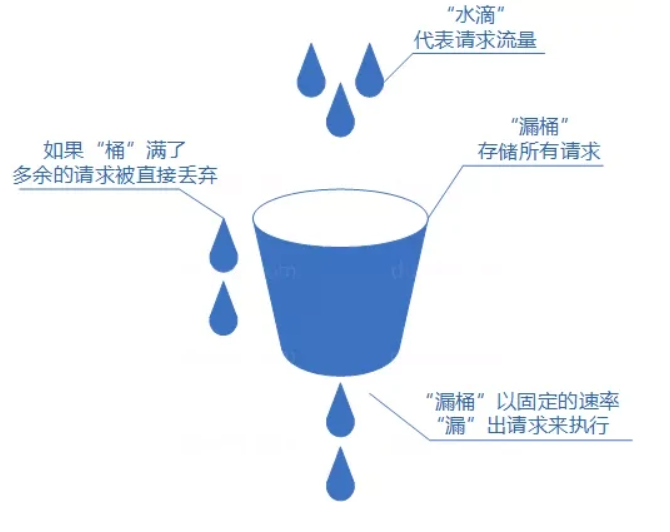 “水滴”
代表请求流量
“漏桶”
存储所有请求
如果“桶”满了
多余的请求被直接丢弃
“漏桶”以固定的速率
“漏”出请求来执行